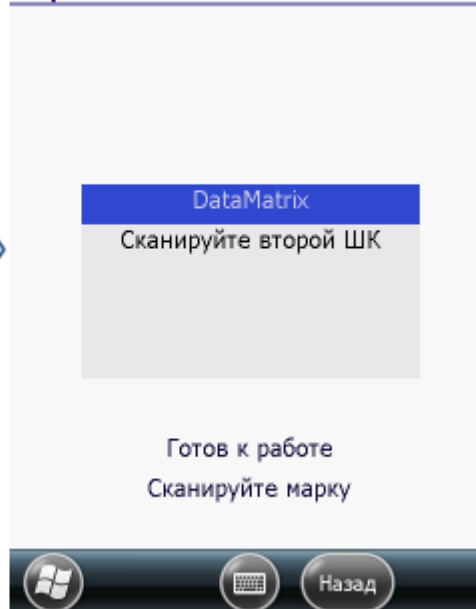 DataMatrix
Сканируйте второй ШК
Готов к работе
Сканируйте марку
Назад